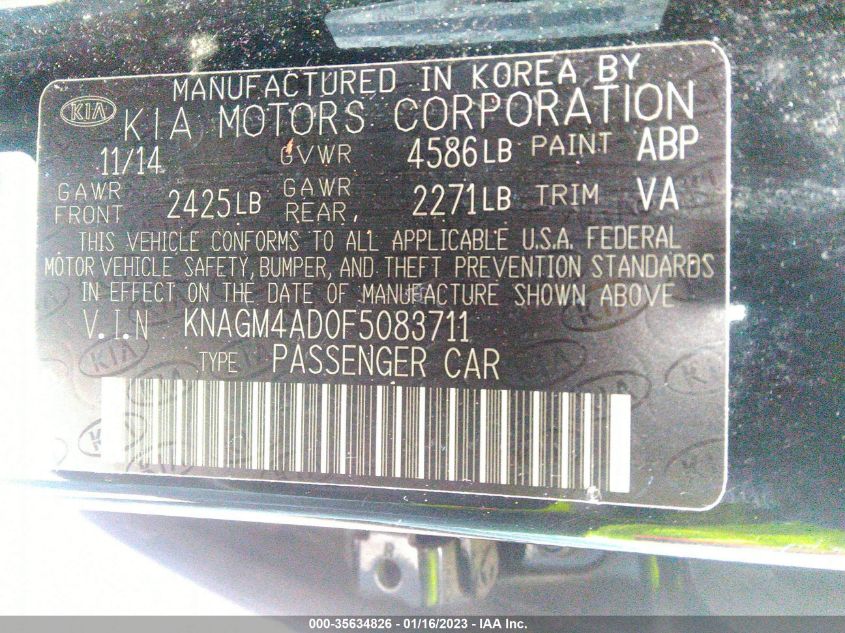 MANUFACTURED IN KOREA BY
KIA KIA MOTORS CORPORATION
11/14 GVWR 4586LB PAINT ABP
GAWR FRONT 2425LB GAWR REAR, 2271LB TRIM VA
THIS VEHICLE CONFORMS TO ALL APPLICABLE U.S.A. FEDERAL
MOTOR VEHICLE SAFETY, BUMPER, AND THEFT PREVENTION STANDARDS
IN EFFECT ON THE DATE OF MANUFACTURE SHOWN ABOVE
V.I.N KNAGM4AD0F5083711
TYPE PASSENGER CAR
000-35634826 - 01/16/2023 - IAA Inc.